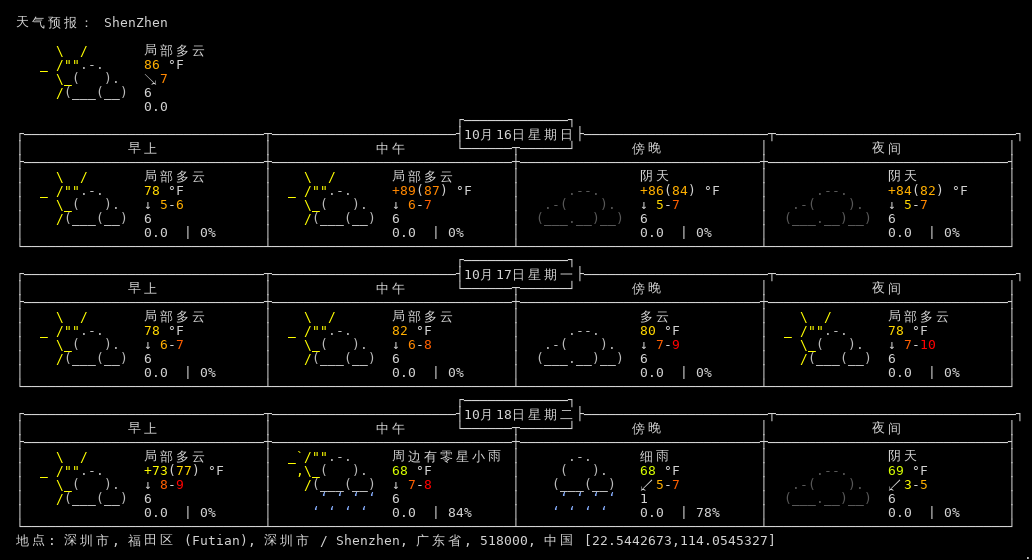 天气预报： ShenZhen
局部多云
86 °F
↘ 7
6
0.0
10月16日星期日
早上 中午 傍晚 夜间
局部多云 局部多云 阴天 阴天
78 °F +89(87) °F +86(84) °F +84(82) °F
↓ 5-6 ↓ 6-7 ↓ 5-7 ↓ 5-7
6 6 6 6
0.0 | 0% 0.0 | 0% 0.0 | 0% 0.0 | 0%
10月17日星期一
早上 中午 傍晚 夜间
局部多云 局部多云 多云 局部多云
78 °F 82 °F 80 °F 78 °F
↓ 6-7 ↓ 6-8 ↓ 7-9 ↓ 7-10
6 6 6 6
0.0 | 0% 0.0 | 0% 0.0 | 0% 0.0 | 0%
10月18日星期二
早上 中午 傍晚 夜间
局部多云 周边有零星小雨 细雨 阴天
+73(77) °F 68 °F 68 °F 69 °F
↓ 8-9 ↓ 7-8 ↙ 5-7 ↙ 3-5
6 6 1 6
0.0 | 0% 0.0 | 84% 0.0 | 78% 0.0 | 0%
地点: 深圳市, 福田区 (Futian), 深圳市 / Shenzhen, 广东省, 518000, 中国 [22.5442673,114.0545327]